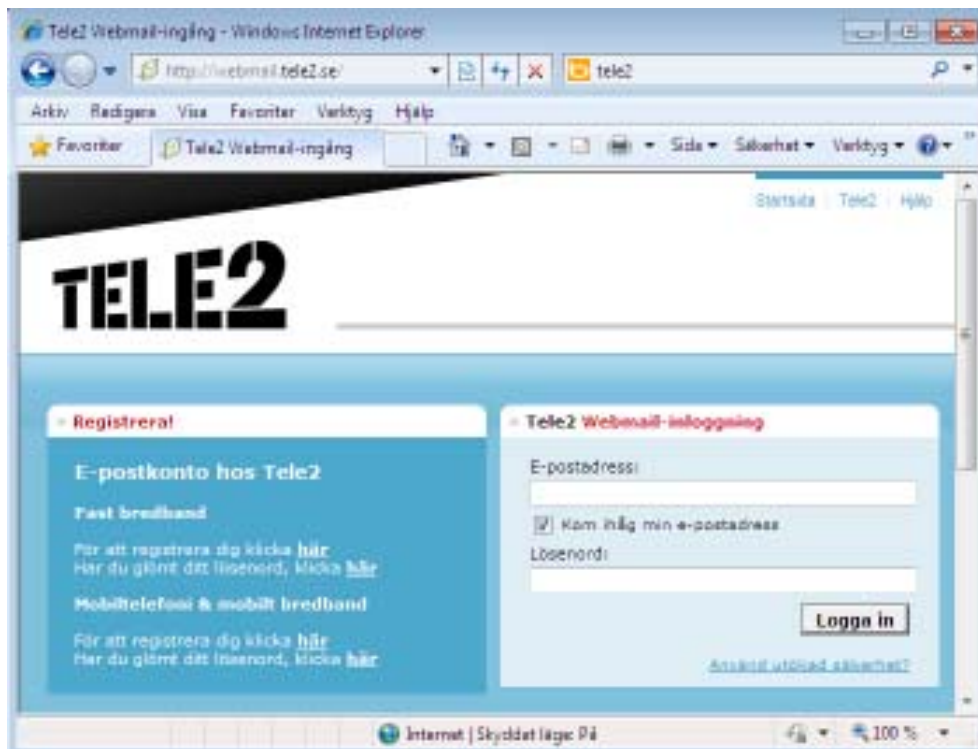 Tele2 Webmail-ingång - Windows Internet Explorer
http://webmail.tele2.se/
tele2
Arkiv Redigera Visa Favoriter Verktyg Hjälp
Favoriter Tele2 Webmail-ingång Sida Säkerhet Verktyg
Startsida Tele2 Hjälp
TELE2
Registrera!
E-postkonto hos Tele2
Fast bredband
För att registrera dig klicka här
Har du glömt ditt lösenord, klicka här
Mobiltelefoni & mobilt bredband
För att registrera dig klicka här
Har du glömt ditt lösenord, klicka här
Tele2 Webmail-inloggning
E-postadress:
Kom ihåg min e-postadress
Lösenord:
Logga in
Använd utökad säkerhet?
Internet | Skyddat läge: På
100 %